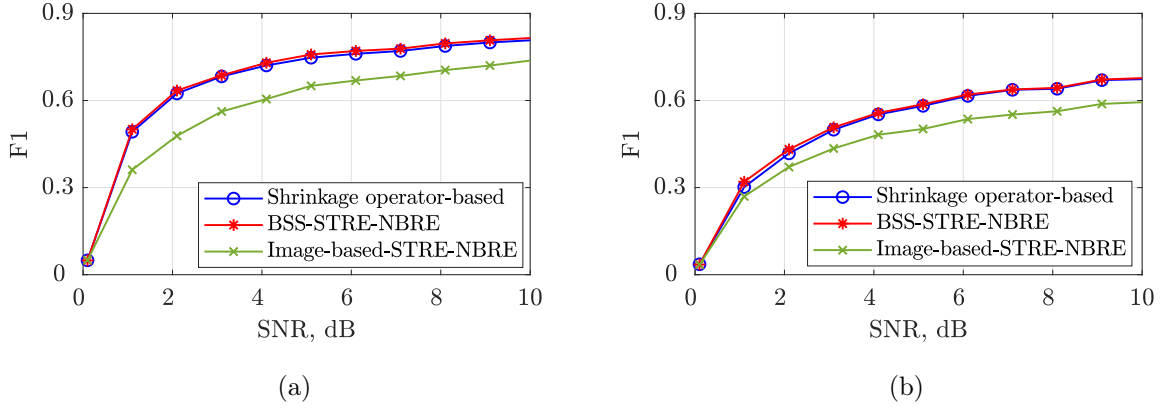 0.9
0.6
0.3
0
F1
0 2 4 6 8 10
SNR, dB
Shrinkage operator-based
BSS-STRE-NBRE
Image-based-STRE-NBRE
(a)
0.9
0.6
0.3
0
F1
0 2 4 6 8 10
SNR, dB
Shrinkage operator-based
BSS-STRE-NBRE
Image-based-STRE-NBRE
(b)